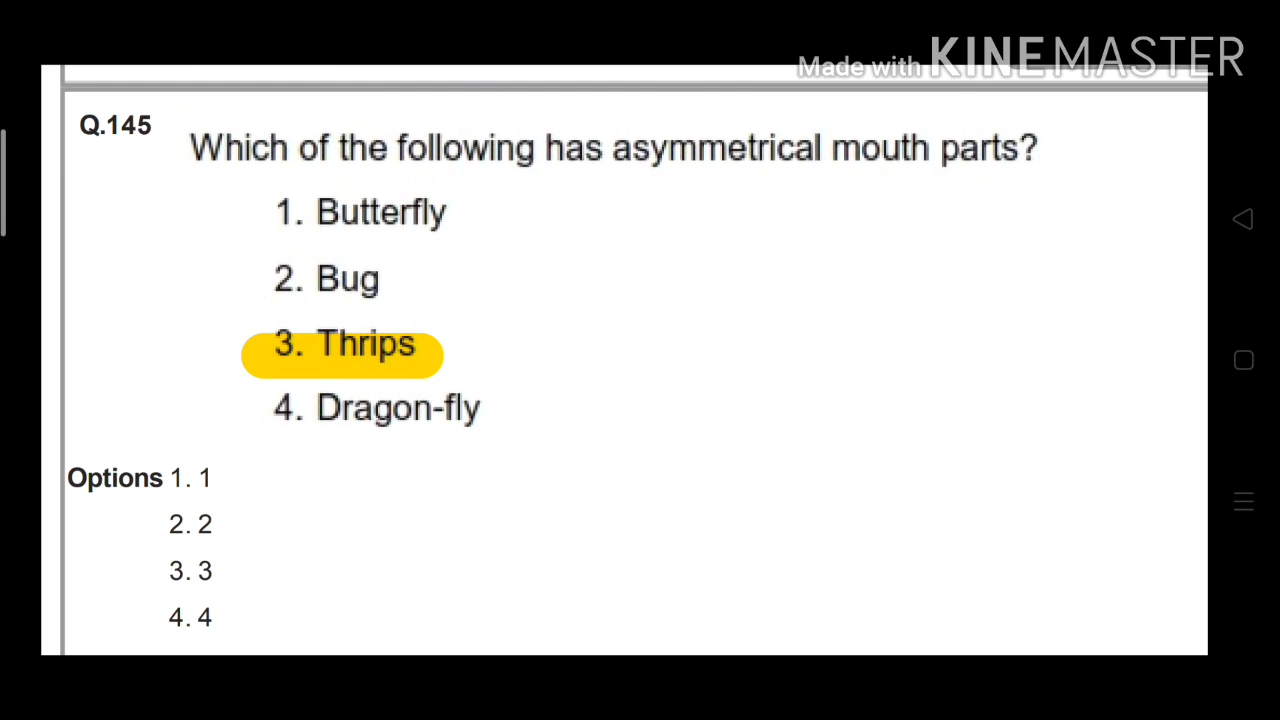 Made with KINEMASTER
Q.145
Which of the following has asymmetrical mouth parts?
1. Butterfly
2. Bug
3. Thrips
4. Dragon-fly
Options 1. 1
2. 2
3. 3
4. 4